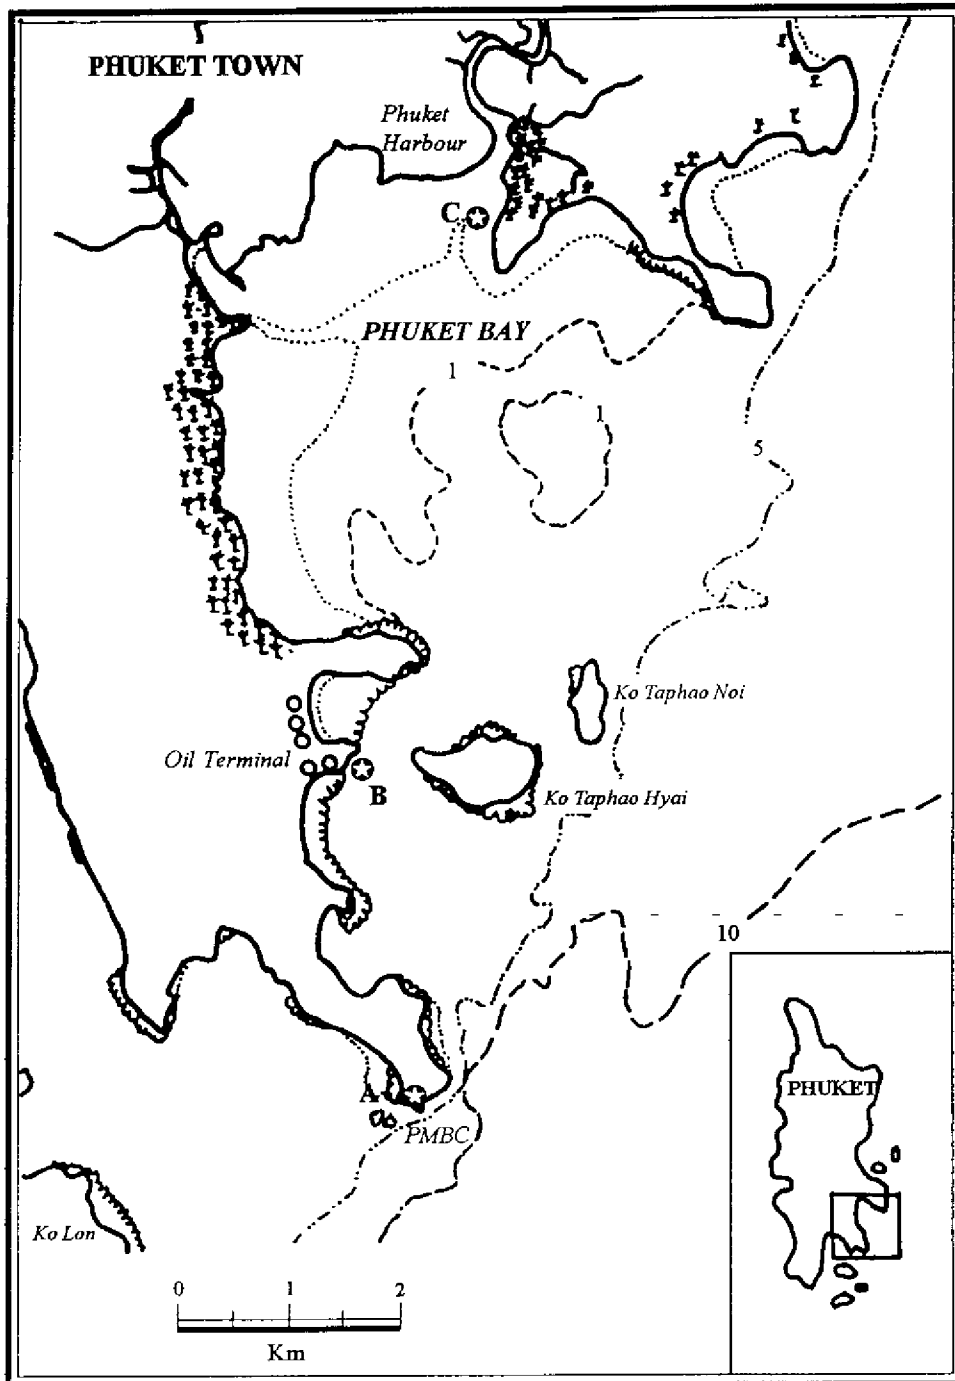 PHUKET TOWN
Phuket
Harbour
C
PHUKET BAY
1
1
5
Ko Taphao Noi
Oil Terminal
B
Ko Taphao Hyai
10
A
PMBC
PHUKET
Ko Lon
0 1 2
Km